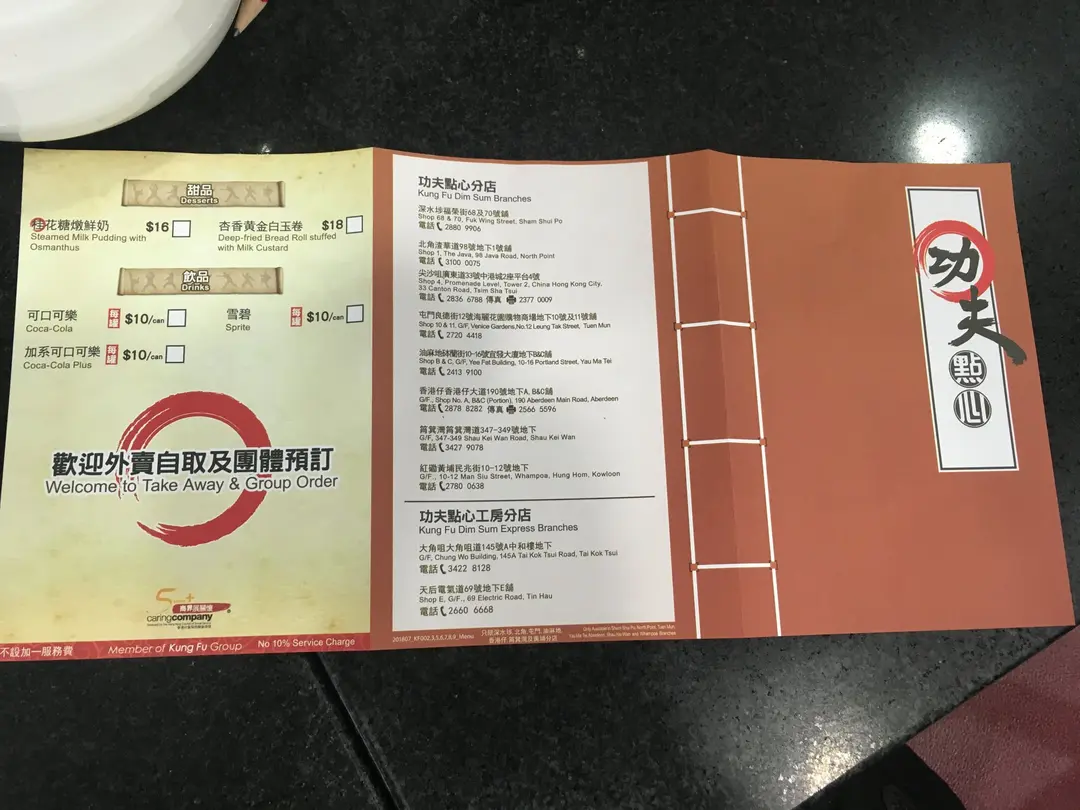 甜品
Desserts
桂花糖燉鮮奶 $16
Steamed Milk Pudding with
Osmanthus
杏香黄金白玉卷 $18
Deep-fried Bread Roll stuffed
with Milk Custard
飲品
Drinks
可口可樂 每罐 $10/can
Coca-Cola
雪碧 每罐 $10/can
Sprite
加系可口可樂 每罐 $10/can
Coca-Cola Plus
歡迎外賣自取及團體預訂
Welcome to Take Away & Group Order
5+
商界展關懷
caringcompany
不設加一服務費 Member of Kung Fu Group No 10% Service Charge
功夫點心分店
Kung Fu Dim Sum Branches
深水埗福榮街68及70號舖
Shop 68 & 70, Fuk Wing Street, Sham Shui Po
電話 2880 9906
北角渣華道98號地下1號舖
Shop 1, The Java, 98 Java Road, North Point
電話 3100 0075
尖沙咀廣東道33號中港城2座平台4號
Shop 4, Promenade Level, Tower 2, China Hong Kong City,
33 Canton Road, Tsim Sha Tsui
電話 2836 6788 傳真 2377 0009
屯門良德街12號海麗花園購物商場地下10號及11號舖
Shop 10 & 11, G/F, Venice Gardens,No.12 Leung Tak Street, Tuen Mun
電話 2720 4418
油麻地砵蘭街10-16號宜發大廈地下B&C舖
Shop B & C, G/F, Yee Fat Building, 10-16 Portland Street, Yau Ma Tei
電話 2413 9100
香港仔香港仔大道190號地下A, B&C舖
G/F., Shop No. A, B&C (Portion), 190 Aberdeen Main Road, Aberdeen
電話 2878 8282 傳真 2566 5596
筲箕灣筲箕灣道347-349號地下
G/F, 347-349 Shau Kei Wan Road, Shau Kei Wan
電話 3427 9078
紅磡黃埔民兆街10-12號地下
G/F., 10-12 Man Siu Street, Whampoa, Hung Hom, Kowloon
電話 2780 0638
功夫點心工房分店
Kung Fu Dim Sum Express Branches
大角咀大角咀道145號A中和樓地下
G/F, Chung Wo Building, 145A Tai Kok Tsui Road, Tai Kok Tsui
電話 3422 8128
天后電氣道69號地下E舖
Shop E, G/F., 69 Electric Road, Tin Hau
電話 2660 6668
功夫
點心